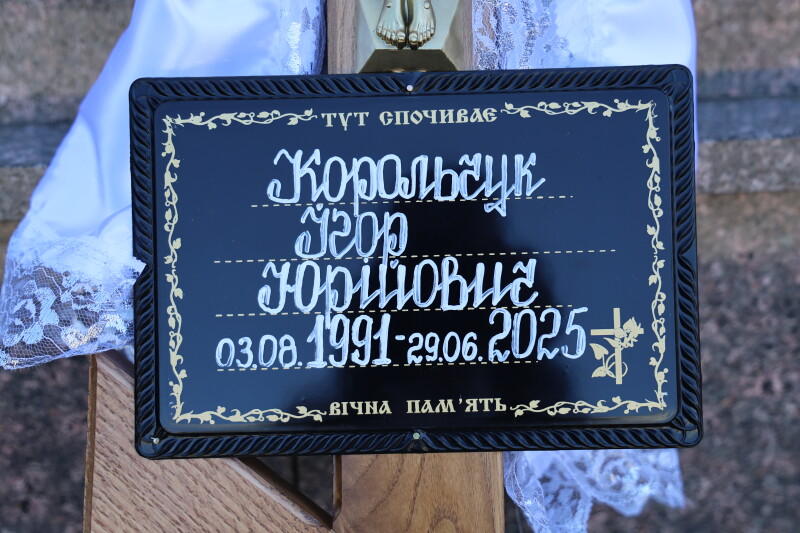 ТУТ СПОЧИВАЄ
Корольчук
Ігор
Юрійович
03.08.1991-29.06.2025
ВІЧНА ПАМ'ЯТЬ